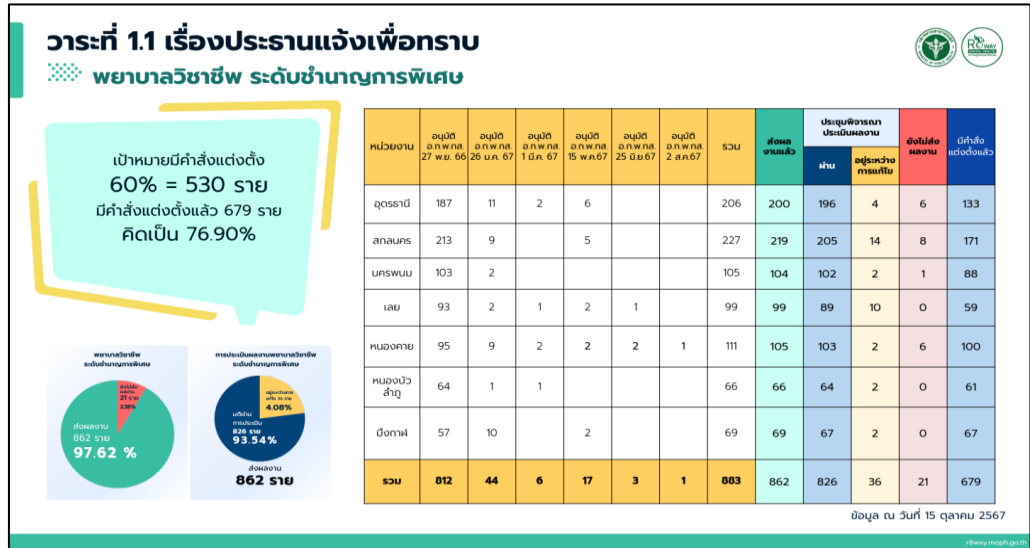 วาระที่ 1.1 เรื่องประธานแจ้งเพื่อทราบ
พยาบาลวิชาชีพ ระดับชำนาญการพิเศษ
เป้าหมายมีคำสั่งแต่งตั้ง
60% = 530 ราย
มีคำสั่งแต่งตั้งแล้ว 679 ราย
คิดเป็น 76.90%
หน่วยงาน อนุมัติ อ.ก.พ.กส. 27 พ.ย. 66 อนุมัติ อ.ก.พ.กส. 26 ม.ค. 67 อนุมัติ อ.ก.พ.กส. 1 มี.ค. 67 อนุมัติ อ.ก.พ.กส. 15 พ.ค.67 อนุมัติ อ.ก.พ.กส. 25 มิ.ย.67 อนุมัติ อ.ก.พ.กส. 2 ส.ค.67 รวม ส่งผลงานแล้ว ประชุมพิจารณาประเมินผลงาน ผ่าน อยู่ระหว่างการแก้ไข ยังไม่ส่งผลงาน มีคำสั่งแต่งตั้งแล้ว
อุดรธานี 187 11 2 6 206 200 196 4 6 133
สกลนคร 213 9 5 227 219 205 14 8 171
นครพนม 103 2 105 104 102 2 1 88
เลย 93 2 1 2 1 99 99 89 10 0 59
หนองคาย 95 9 2 2 2 1 111 105 103 2 6 100
หนองบัวลำภู 64 1 1 66 66 64 2 0 61
บึงกาฬ 57 10 2 69 69 67 2 0 67
รวม 812 44 6 17 3 1 883 862 826 36 21 679
พยาบาลวิชาชีพ
ระดับชำนาญการพิเศษ
ผลงาน
21 ราย
ส่งผลงาน
862 ราย
97.62 %
การประเมินผลงานพยาบาลวิชาชีพ
ระดับชำนาญการพิเศษ
4.08%
มติผ่าน
การประเมิน
826 ราย
93.54%
ส่งผลงาน
862 ราย
ข้อมูล ณ วันที่ 15 ตุลาคม 2567
r8way.moph.go.th